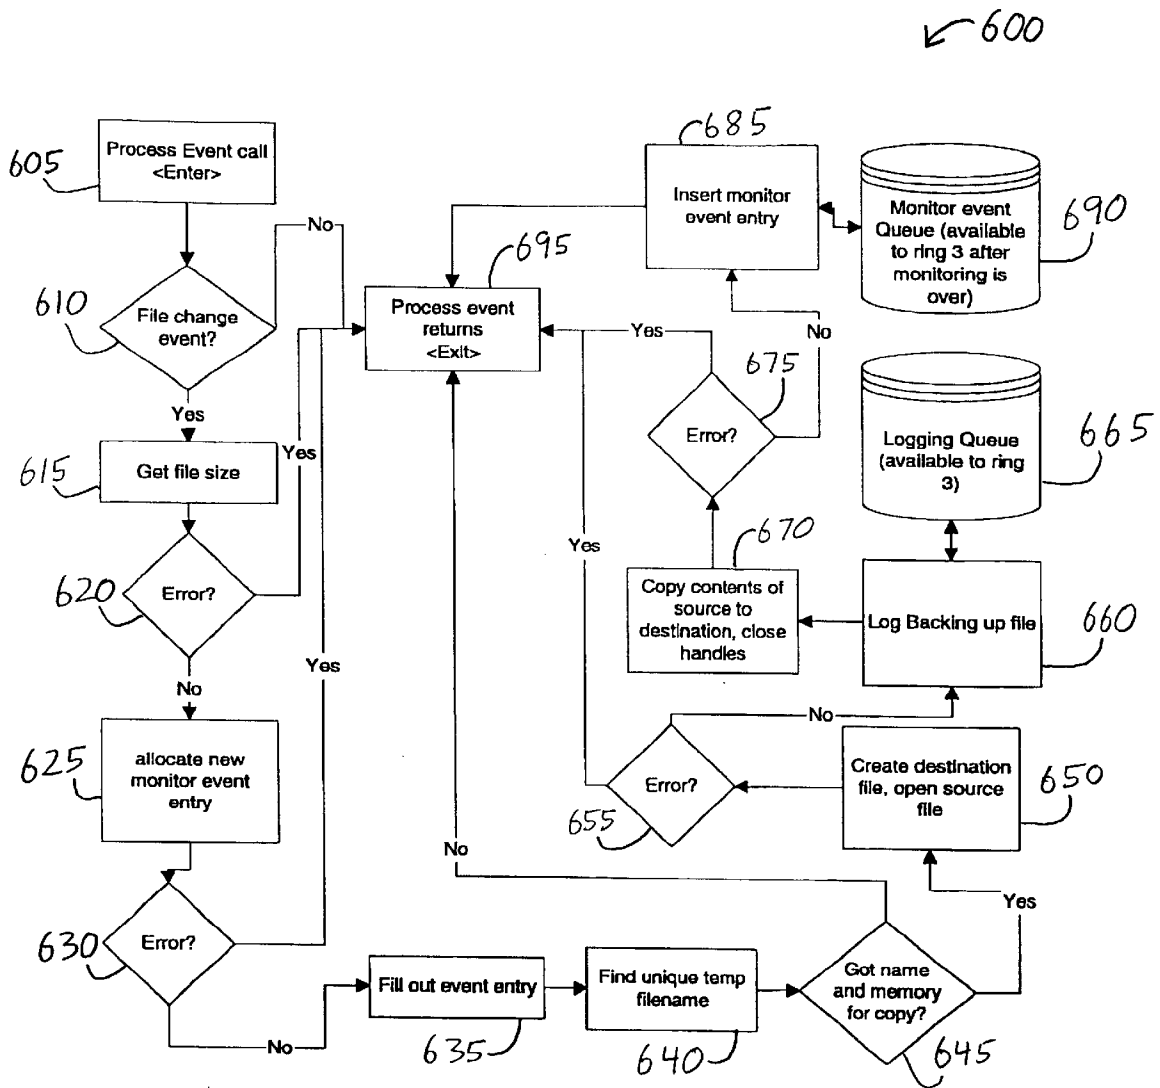 600
605
Process Event call
<Enter>
No
610
File change
event?
Yes
615
Get file size
Yes
620
Error?
Yes
No
625
allocate new
monitor event
entry
630
Error?
No
Fill out event entry
635
Find unique temp
filename
640
Got name
and memory
for copy?
645
No
Yes
Create destination
file, open source
file
650
Error?
655
Yes
No
Log Backing up file
660
Logging Queue
(available to ring
3)
665
Copy contents of
source to
destination, close
handles
670
Error?
675
Yes
No
Insert monitor
event entry
685
Monitor event
Queue (available
to ring 3 after
monitoring is
over)
690
Process event
returns
<Exit>
695